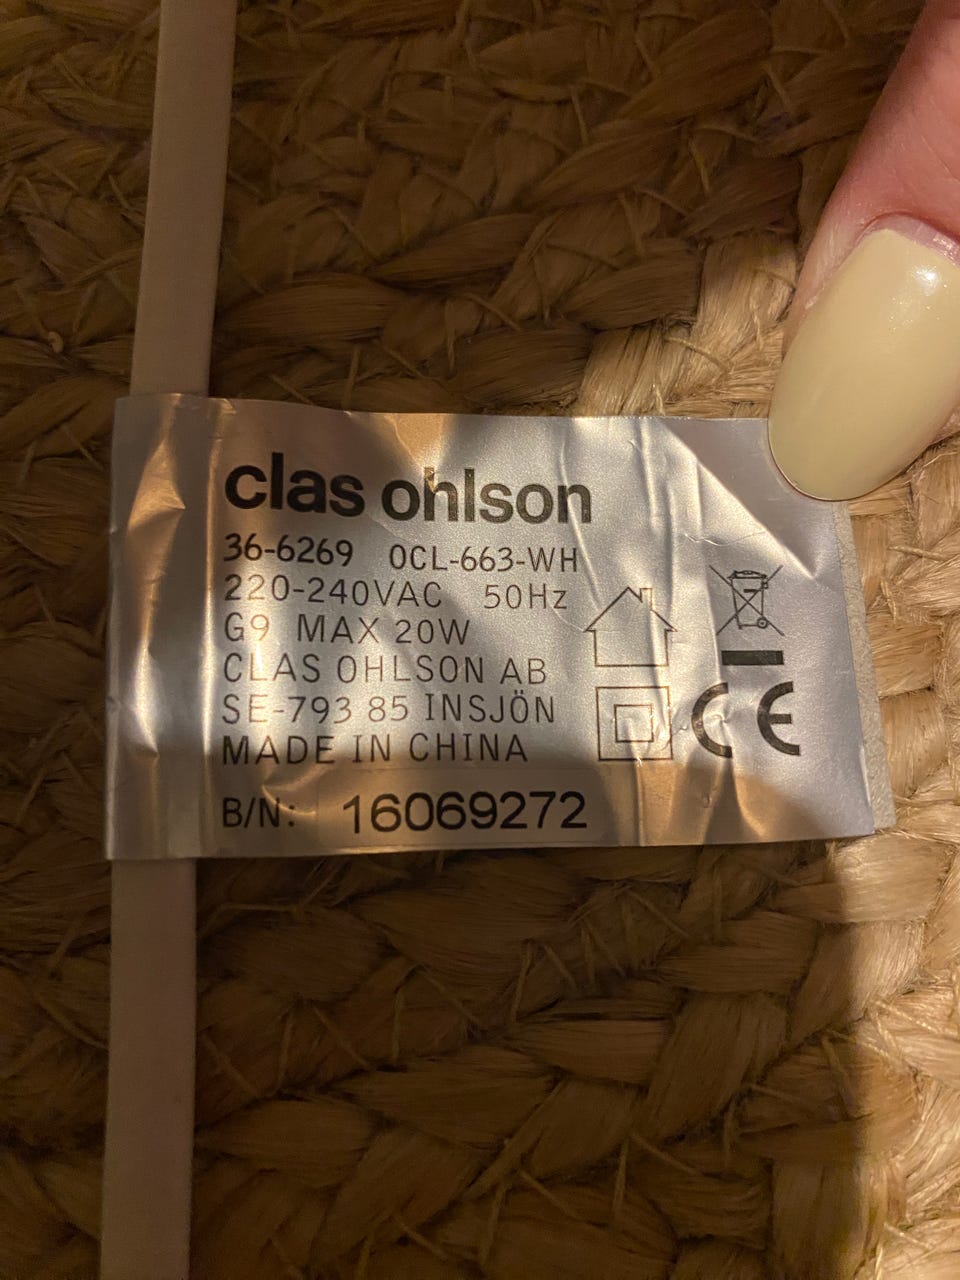 clas ohlson
36-6269 OCL-663-WH
220-240VAC 50Hz
G9 MAX 20W
CLAS OHLSON AB
SE-793 85 INSJÖN
MADE IN CHINA
CE
B/N: 16069272